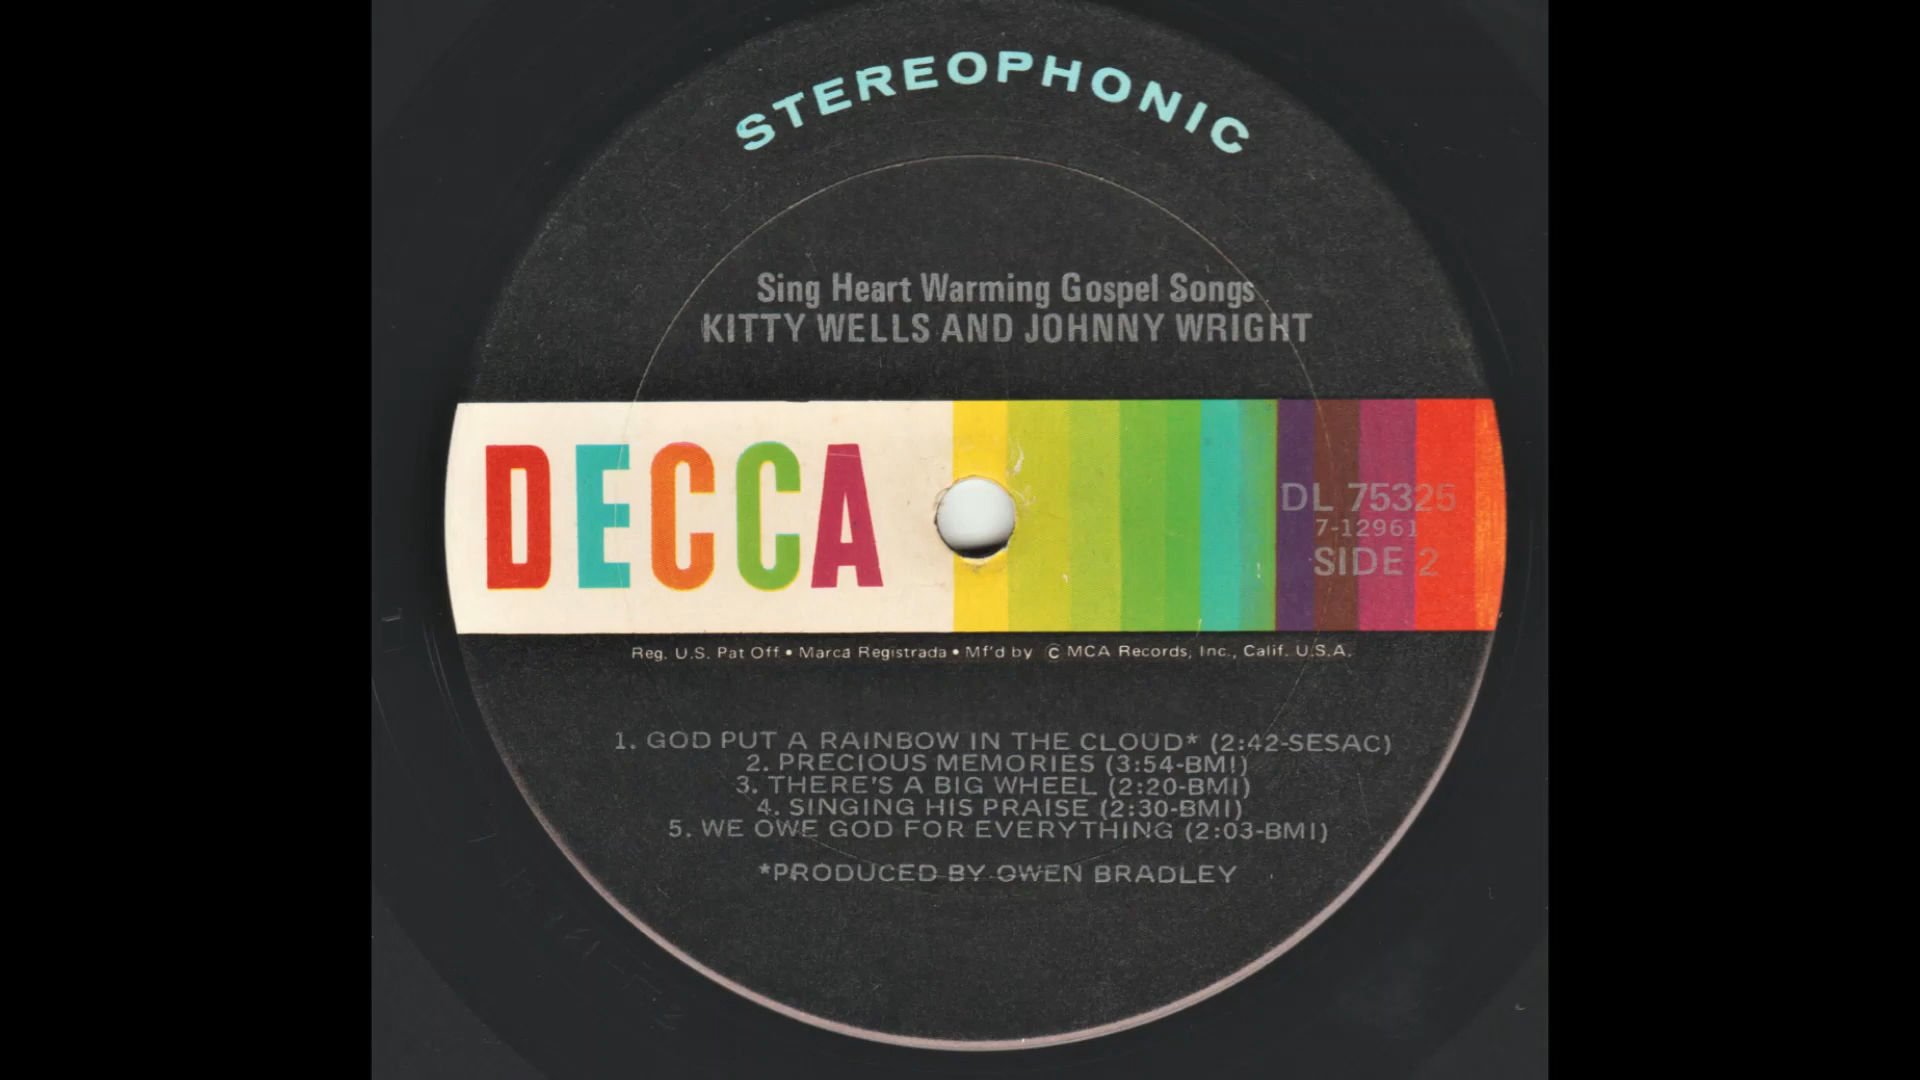 STEREOPHONIC
Sing Heart Warming Gospel Songs
KITTY WELLS AND JOHNNY WRIGHT
DECCA
DL 75325
7-12961
SIDE 2
Reg. U.S. Pat Off. • Marca Registrada • Mf'd by © MCA Records, Inc., Calif. U.S.A.
1. GOD PUT A RAINBOW IN THE CLOUD* (2:42-SESAC)
2. PRECIOUS MEMORIES (3:54-BMI)
3. THERE'S A BIG WHEEL (2:20-BMI)
4. SINGING HIS PRAISE (2:30-BMI)
5. WE OWE GOD FOR EVERYTHING (2:03-BMI)
*PRODUCED BY OWEN BRADLEY